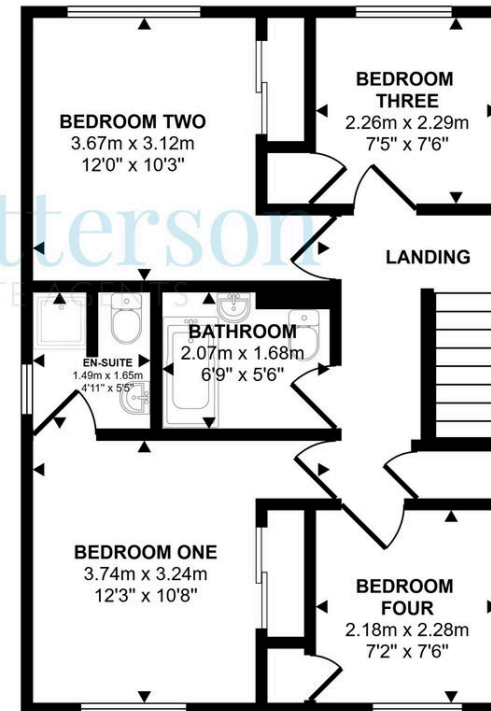 BEDROOM TWO
3.67m x 3.12m
12'0" x 10'3"
BEDROOM
THREE
2.26m x 2.29m
7'5" x 7'6"
tterson
TE AGENTS
LANDING
BATHROOM
2.07m x 1.68m
6'9" x 5'6"
EN-SUITE
1.49m x 1.65m
4'11" x 5'5"
BEDROOM ONE
3.74m x 3.24m
12'3" x 10'8"
BEDROOM
FOUR
2.18m x 2.28m
7'2" x 7'6"